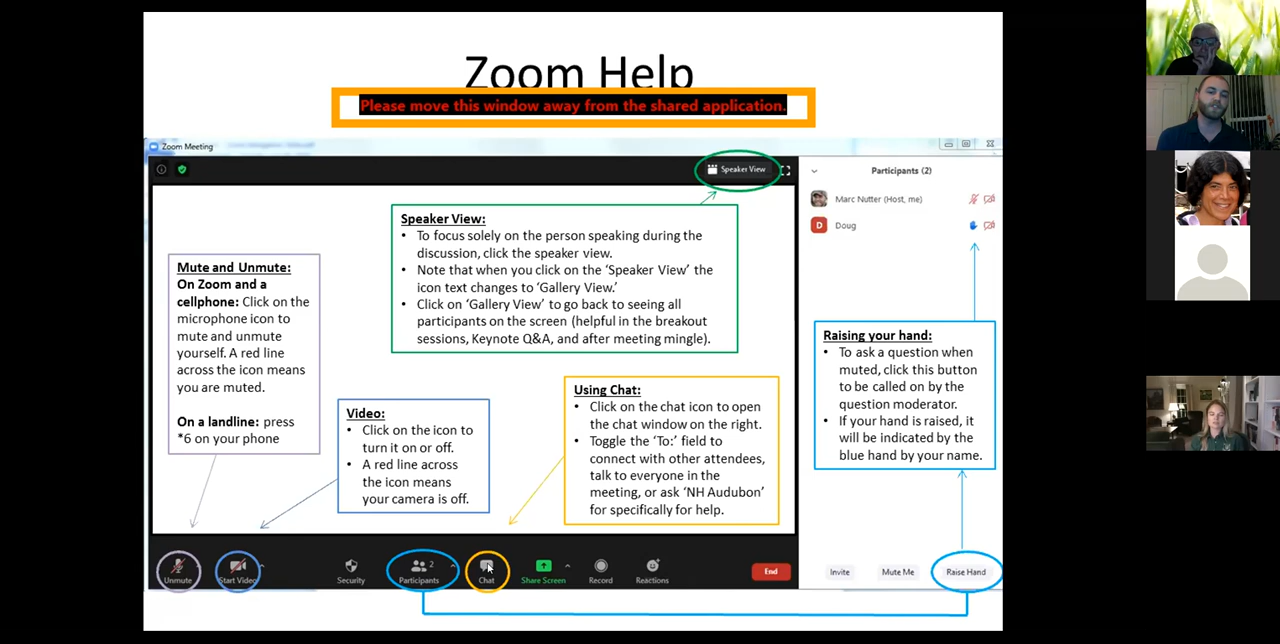 Zoom Help
Please move this window away from the shared application.
Zoom Meeting
Speaker View
Participants (2)
Marc Nutter (Host, me)
D Doug
Speaker View:
• To focus solely on the person speaking during the
discussion, click the speaker view.
• Note that when you click on the ‘Speaker View’ the
icon text changes to ‘Gallery View.’
• Click on ‘Gallery View’ to go back to seeing all
participants on the screen (helpful in the breakout
sessions, Keynote Q&A, and after meeting mingle).
Mute and Unmute:
On Zoom and a
cellphone: Click on the
microphone icon to
mute and unmute
yourself. A red line
across the icon means
you are muted.
On a landline: press
*6 on your phone
Video:
• Click on the icon to
turn it on or off.
• A red line across
the icon means
your camera is off.
Using Chat:
• Click on the chat icon to open
the chat window on the right.
• Toggle the ‘To:’ field to
connect with other attendees,
talk to everyone in the
meeting, or ask ‘NH Audubon’
for specifically for help.
Raising your hand:
• To ask a question when
muted, click this button
to be called on by the
question moderator.
• If your hand is raised, it
will be indicated by the
blue hand by your name.
Unmute
Start Video
Security
2
Participants
Chat
Share Screen
Record
Reactions
End
Invite
Mute Me
Raise Hand